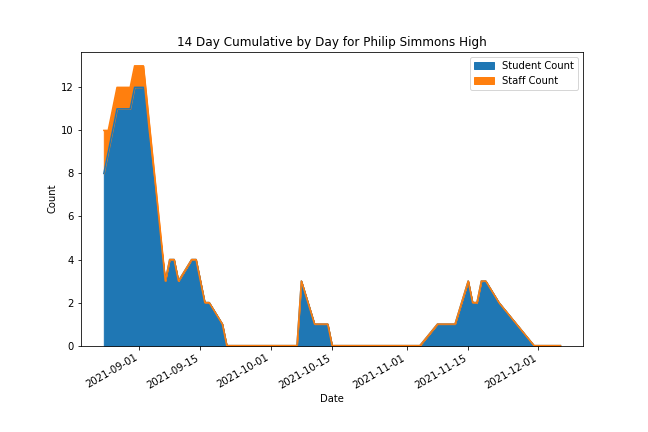 14 Day Cumulative by Day for Philip Simmons High
Student Count
Staff Count
12
10
8
6
4
2
0
Count
2021-09-01
2021-09-15
2021-10-01
2021-10-15
2021-11-01
2021-11-15
2021-12-01
Date